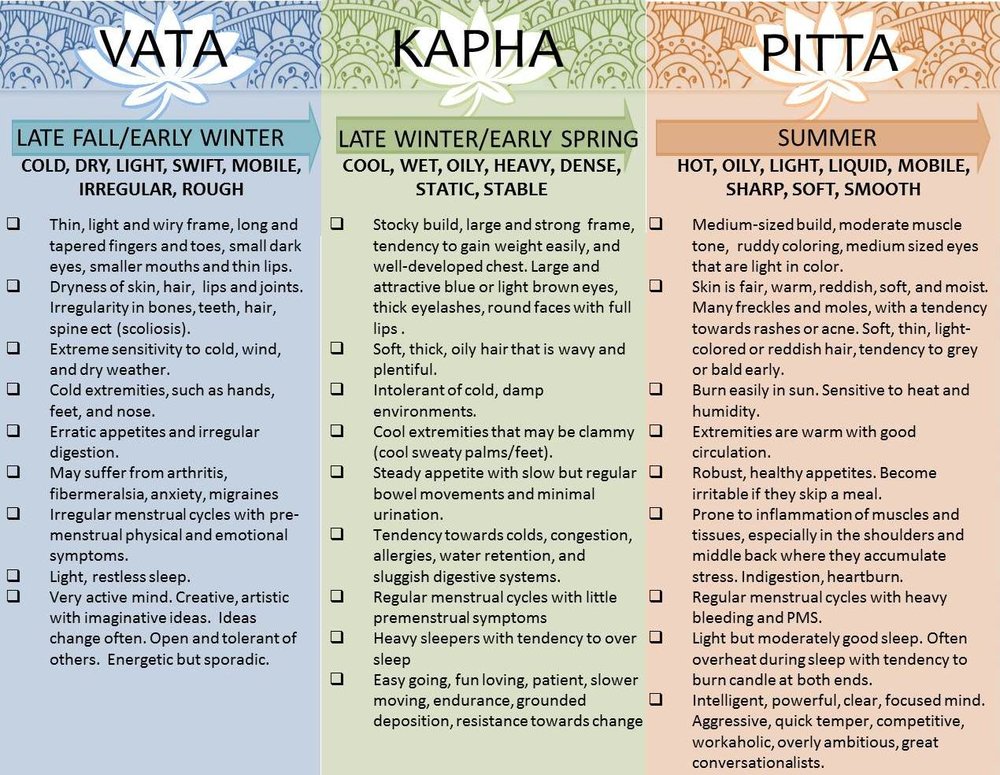 VATA
LATE FALL/EARLY WINTER
COLD, DRY, LIGHT, SWIFT, MOBILE,
IRREGULAR, ROUGH
❑ Thin, light and wiry frame, long and
tapered fingers and toes, small dark
eyes, smaller mouths and thin lips.
❑ Dryness of skin, hair, lips and joints.
Irregularity in bones, teeth, hair,
spine ect (scoliosis).
❑ Extreme sensitivity to cold, wind,
and dry weather.
❑ Cold extremities, such as hands,
feet, and nose.
❑ Erratic appetites and irregular
digestion.
❑ May suffer from arthritis,
fibermeralsia, anxiety, migraines
❑ Irregular menstrual cycles with pre-
menstrual physical and emotional
symptoms.
❑ Light, restless sleep.
❑ Very active mind. Creative, artistic
with imaginative ideas. Ideas
change often. Open and tolerant of
others. Energetic but sporadic.
KAPHA
LATE WINTER/EARLY SPRING
COOL, WET, OILY, HEAVY, DENSE,
STATIC, STABLE
❑ Stocky build, large and strong frame,
tendency to gain weight easily, and
well-developed chest. Large and
attractive blue or light brown eyes,
thick eyelashes, round faces with full
lips .
❑ Soft, thick, oily hair that is wavy and
plentiful.
❑ Intolerant of cold, damp
environments.
❑ Cool extremities that may be clammy
(cool sweaty palms/feet).
❑ Steady appetite with slow but regular
bowel movements and minimal
urination.
❑ Tendency towards colds, congestion,
allergies, water retention, and
sluggish digestive systems.
❑ Regular menstrual cycles with little
premenstrual symptoms
❑ Heavy sleepers with tendency to over
sleep
❑ Easy going, fun loving, patient, slower
moving, endurance, grounded
deposition, resistance towards change
PITTA
SUMMER
HOT, OILY, LIGHT, LIQUID, MOBILE,
SHARP, SOFT, SMOOTH
❑ Medium-sized build, moderate muscle
tone, ruddy coloring, medium sized eyes
that are light in color.
❑ Skin is fair, warm, reddish, soft, and moist.
Many freckles and moles, with a tendency
towards rashes or acne. Soft, thin, light-
colored or reddish hair, tendency to grey
or bald early.
❑ Burn easily in sun. Sensitive to heat and
humidity.
❑ Extremities are warm with good
circulation.
❑ Robust, healthy appetites. Become
irritable if they skip a meal.
❑ Prone to inflammation of muscles and
tissues, especially in the shoulders and
middle back where they accumulate
stress. Indigestion, heartburn.
❑ Regular menstrual cycles with heavy
bleeding and PMS.
❑ Light but moderately good sleep. Often
overheat during sleep with tendency to
burn candle at both ends.
❑ Intelligent, powerful, clear, focused mind.
Aggressive, quick temper, competitive,
workaholic, overly ambitious, great
conversationalists.